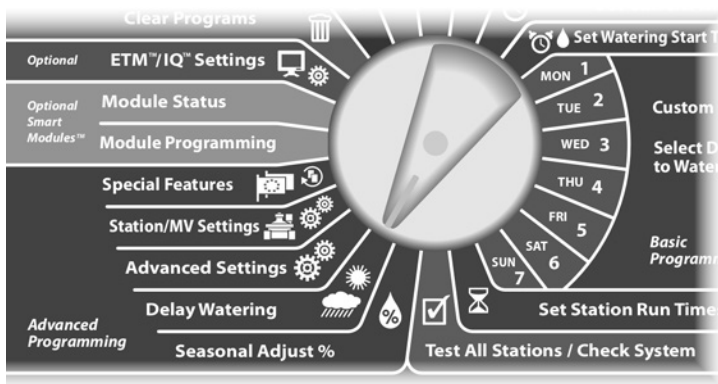 Clear Programs
Set Watering Start T
Optional
ETM™/IQ™ Settings
Optional
Smart
Modules™
Module Status
Module Programming
Special Features
Station/MV Settings
Advanced Settings
Delay Watering
Advanced
Programming
Seasonal Adjust %
%
MON 1
TUE 2
WED 3
THU 4
FRI 5
SAT 6
SUN 7
Custom
Select D
to Water
Basic
Programm
Set Station Run Time
Test All Stations / Check System